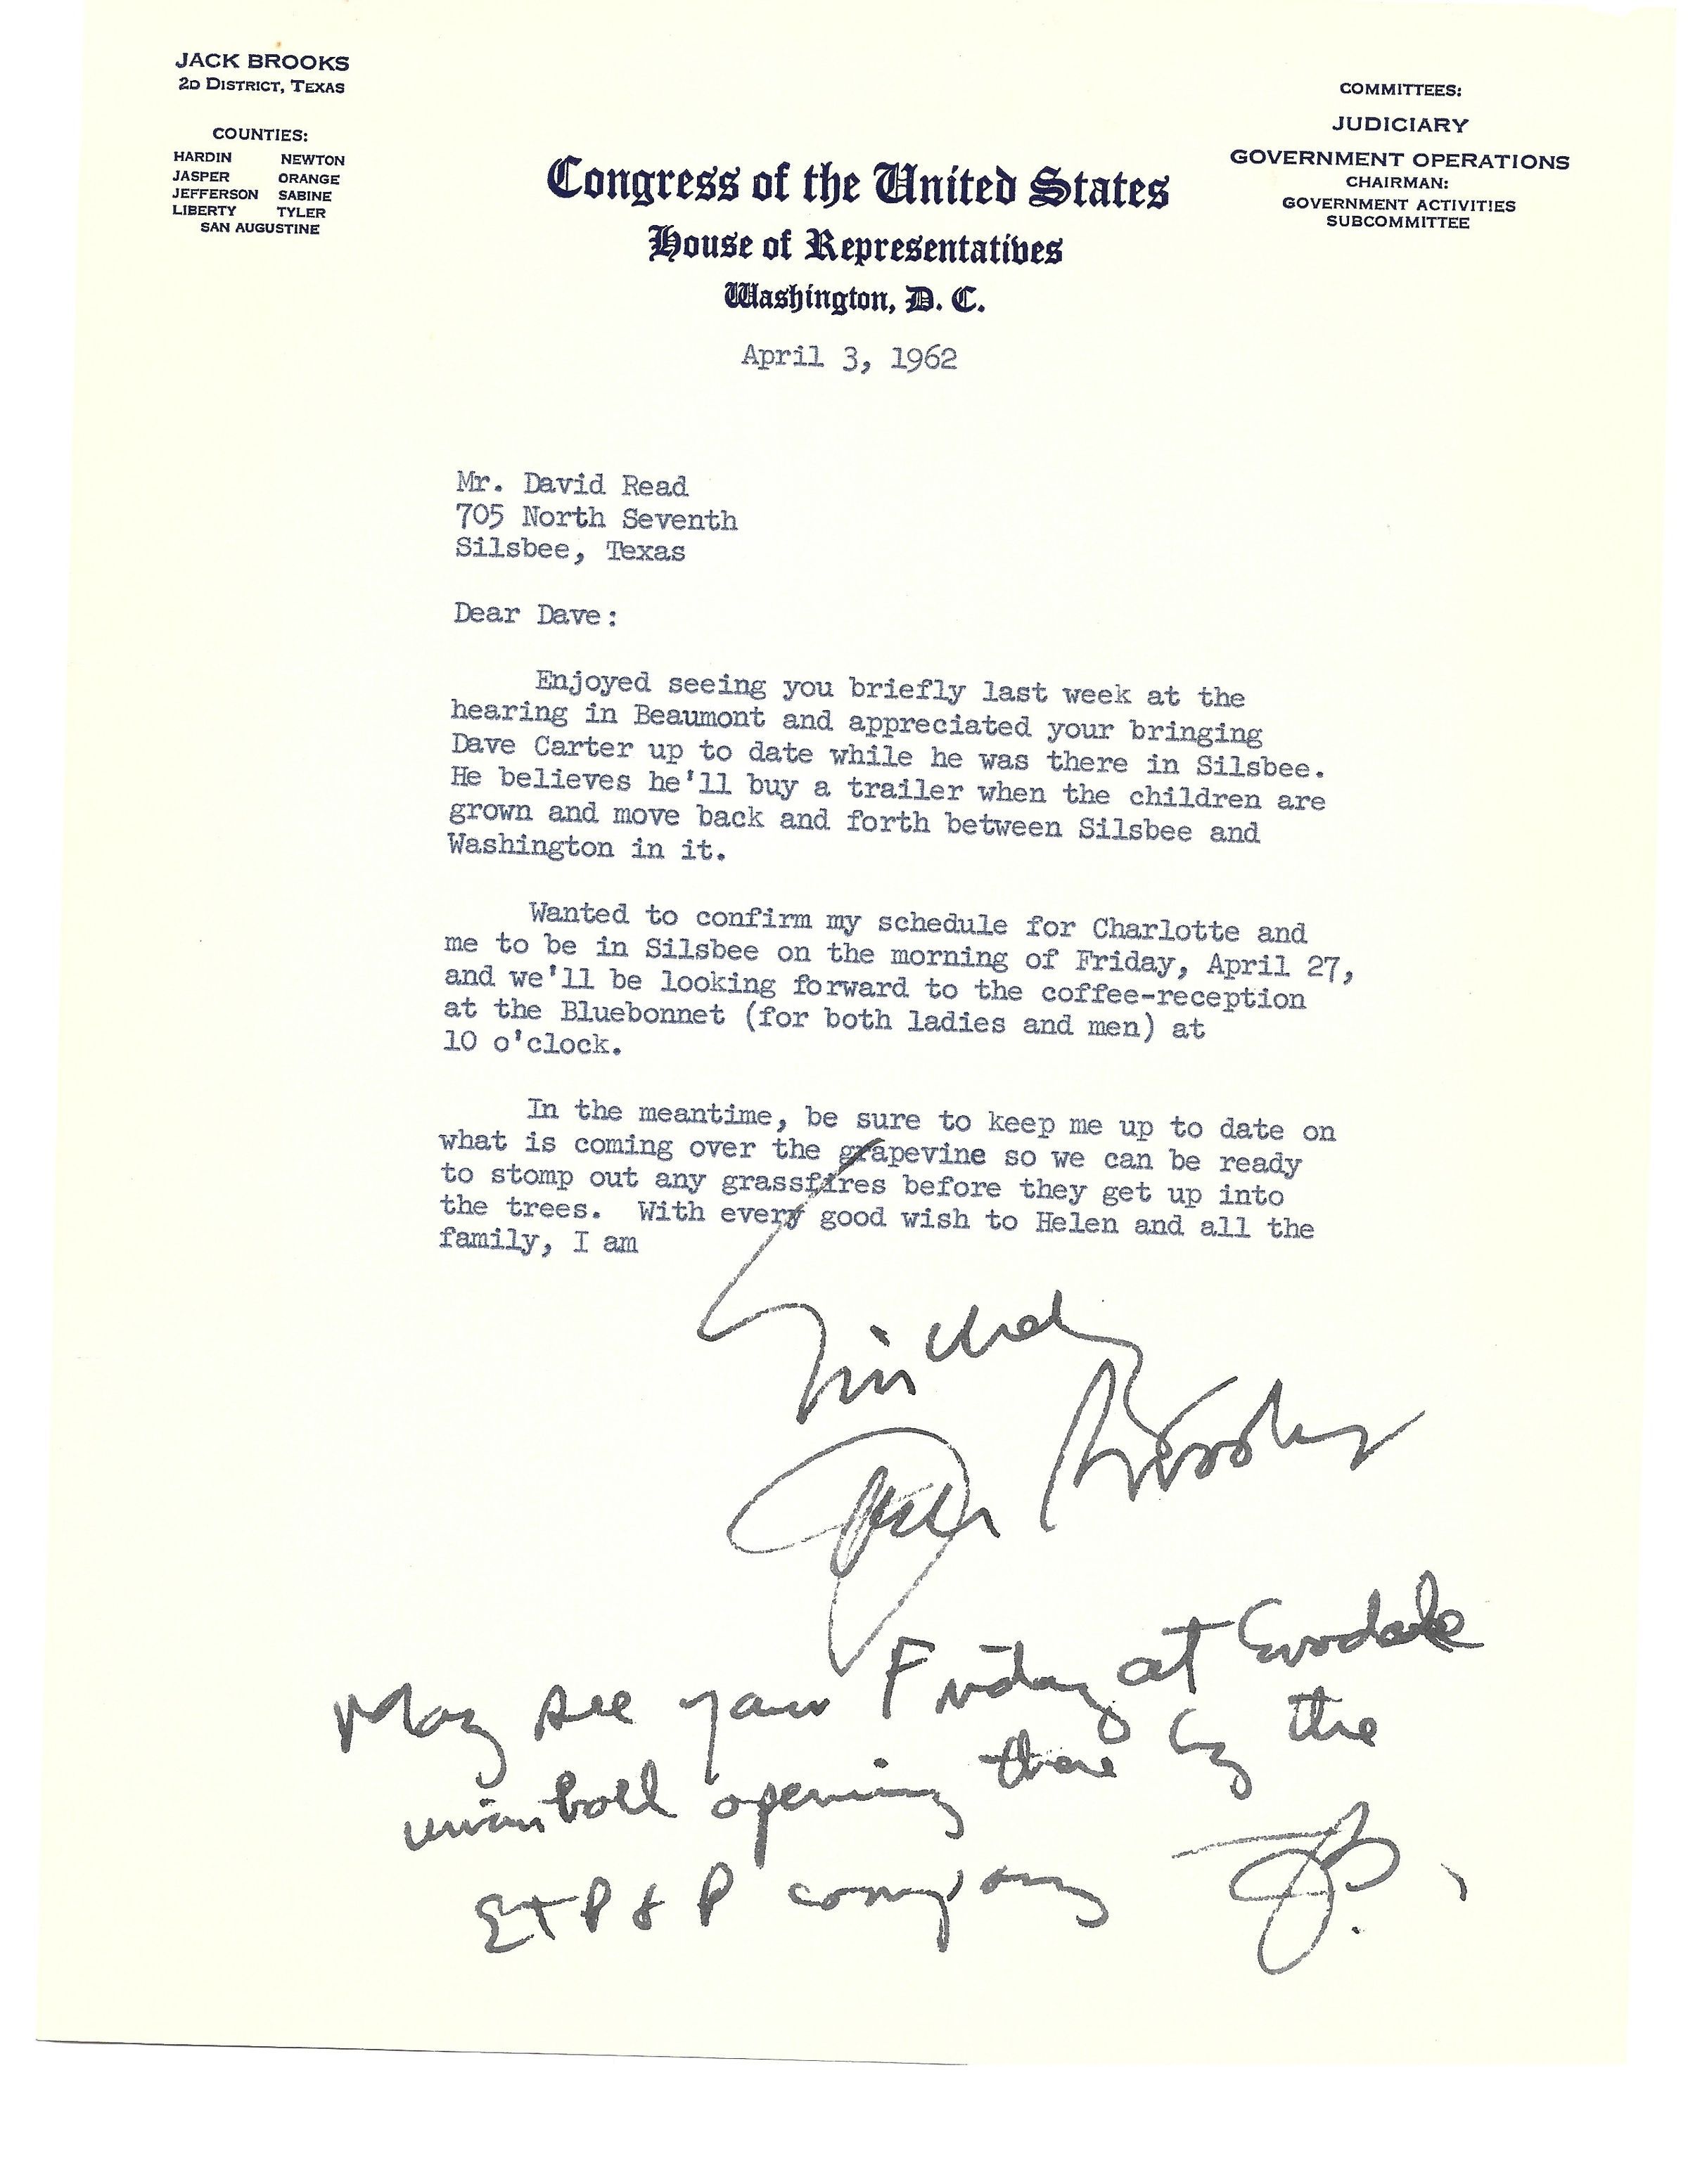 JACK BROOKS
2D DISTRICT, TEXAS
COUNTIES:
HARDIN NEWTON
JASPER ORANGE
JEFFERSON SABINE
LIBERTY TYLER
SAN AUGUSTINE
COMMITTEES:
JUDICIARY
GOVERNMENT OPERATIONS
CHAIRMAN:
GOVERNMENT ACTIVITIES
SUBCOMMITTEE
Congress of the United States
House of Representatives
Washington, D. C.
April 3, 1962
Mr. David Read
705 North Seventh
Silsbee, Texas
Dear Dave:
Enjoyed seeing you briefly last week at the
hearing in Beaumont and appreciated your bringing
Dave Carter up to date while he was there in Silsbee.
He believes he'll buy a trailer when the children are
grown and move back and forth between Silsbee and
Washington in it.
Wanted to confirm my schedule for Charlotte and
me to be in Silsbee on the morning of Friday, April 27,
and we'll be looking forward to the coffee-reception
at the Bluebonnet (for both ladies and men) at
10 o'clock.
In the meantime, be sure to keep me up to date on
what is coming over the grapevine so we can be ready
to stomp out any grassfires before they get up into
the trees. With every good wish to Helen and all the
family, I am
Sincerely
Jack Brooks
May see you Friday at Evadale
opening there by the
ETP & P company JB.